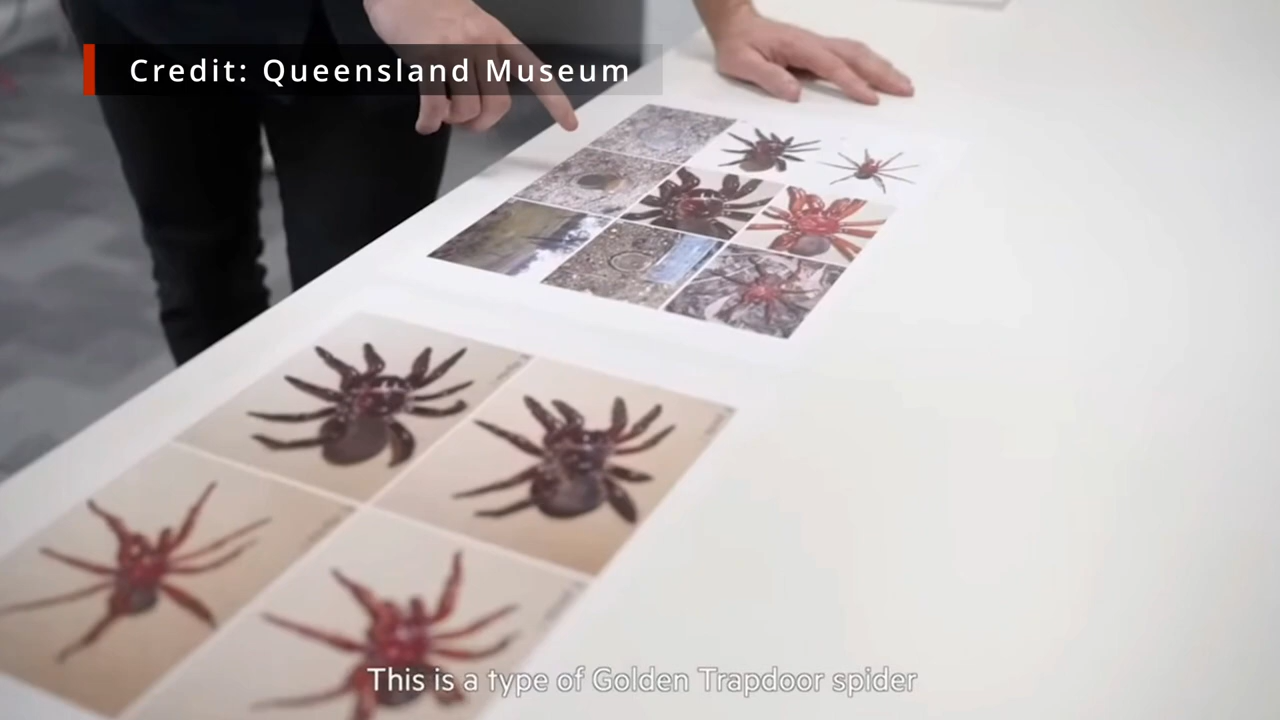 Credit: Queensland Museum
This is a type of Golden Trapdoor spider